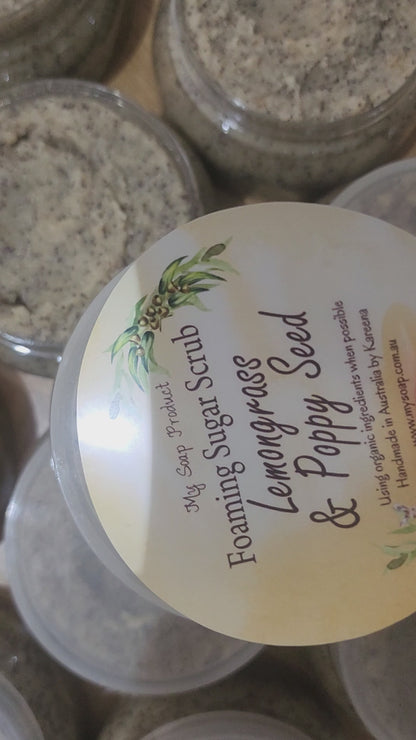 My Soap Product
Foaming Sugar Scrub
Lemongrass
& Poppy Seed
Using organic ingredients when possible
Handmade in Australia by Kareena
www.mysoap.com.au